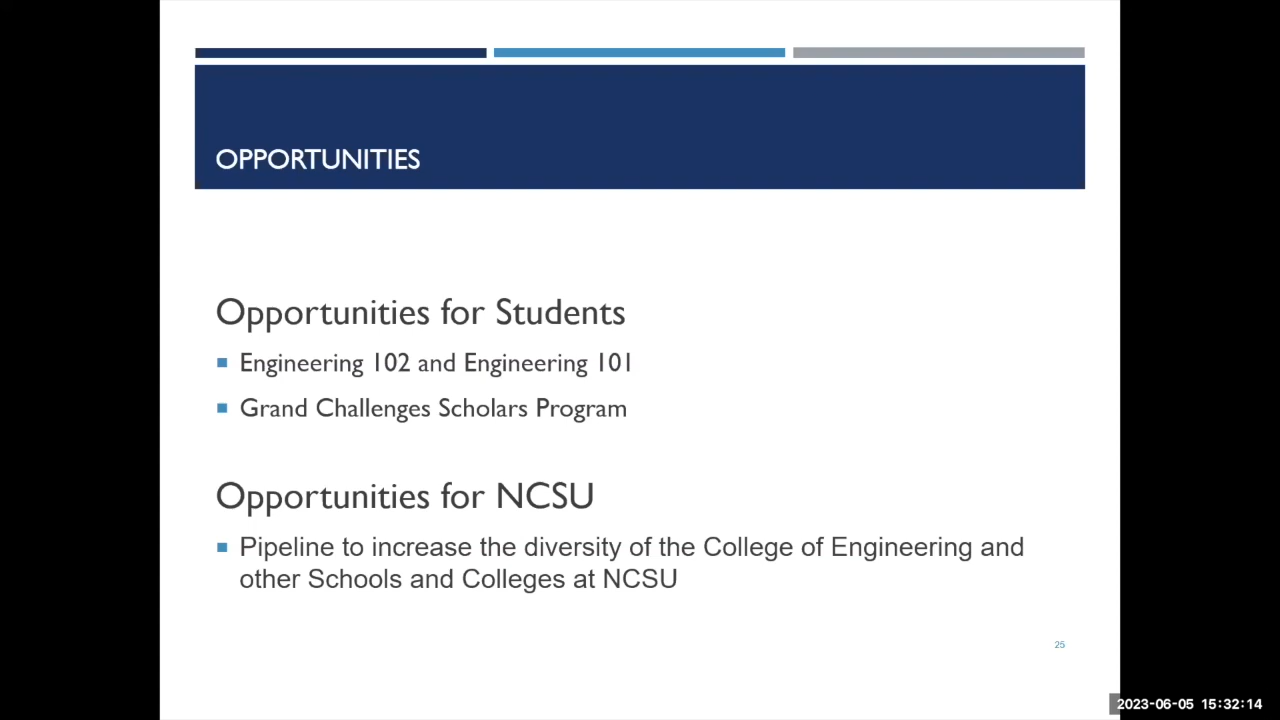 OPPORTUNITIES
Opportunities for Students
Engineering 102 and Engineering 101
Grand Challenges Scholars Program
Opportunities for NCSU
Pipeline to increase the diversity of the College of Engineering and
other Schools and Colleges at NCSU
25
2023-06-05 15:32:14